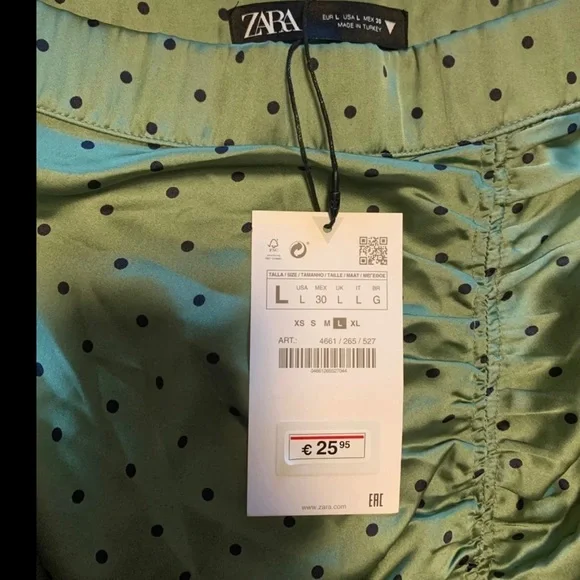 ZARA
EUR L USA L MEX 30
MADE IN TURKEY
TALLA / SIZE / TAMANHO / TAILLE / MAAT / MЕГЕӨОЕ
L
USA MEX UK IT BR
L 30 L L G
XS S M L XL
ART.: 4661 / 265 / 527
€ 25 95
www.zara.com
EAC